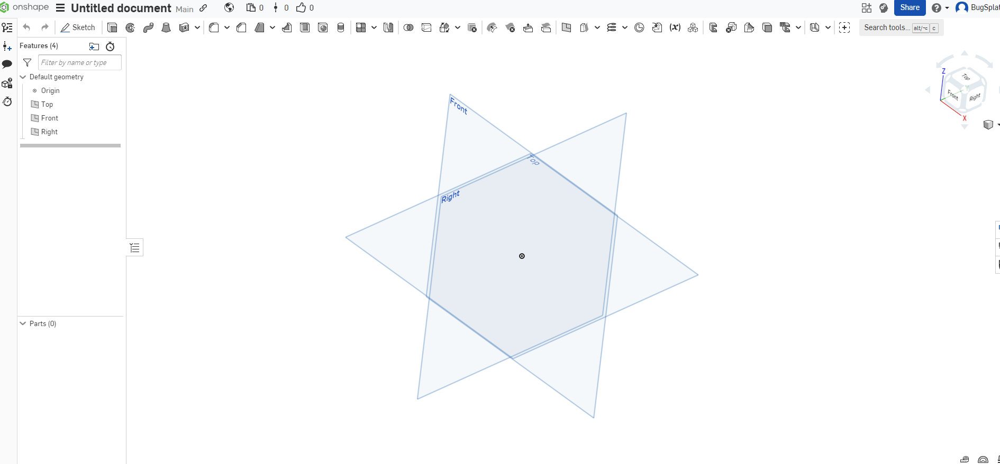 onshape Untitled document Main 0 0 0 Share BugSplat
Sketch (x) Search tools... alt/⌥ c
Features (4)
Filter by name or type
Default geometry
Origin
Top
Front
Right
Parts (0)
Front
Top
Right
Z
Top
Front
Right
Y
X